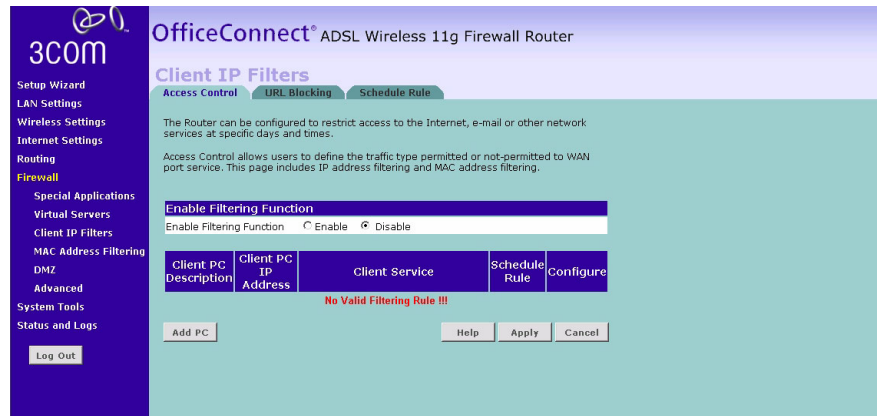 3COM
OfficeConnect® ADSL Wireless 11g Firewall Router
Client IP Filters
Access Control
URL Blocking
Schedule Rule
Setup Wizard
LAN Settings
Wireless Settings
Internet Settings
Routing
Firewall
Special Applications
Virtual Servers
Client IP Filters
MAC Address Filtering
DMZ
Advanced
System Tools
Status and Logs
Log Out
The Router can be configured to restrict access to the Internet, e-mail or other network
services at specific days and times.
Access Control allows users to define the traffic type permitted or not-permitted to WAN
port service. This page includes IP address filtering and MAC address filtering.
Enable Filtering Function
Enable Filtering Function Enable Disable
Client PC
Description
Client PC
IP
Address
Client Service
Schedule
Rule
Configure
No Valid Filtering Rule !!!
Add PC
Help
Apply
Cancel